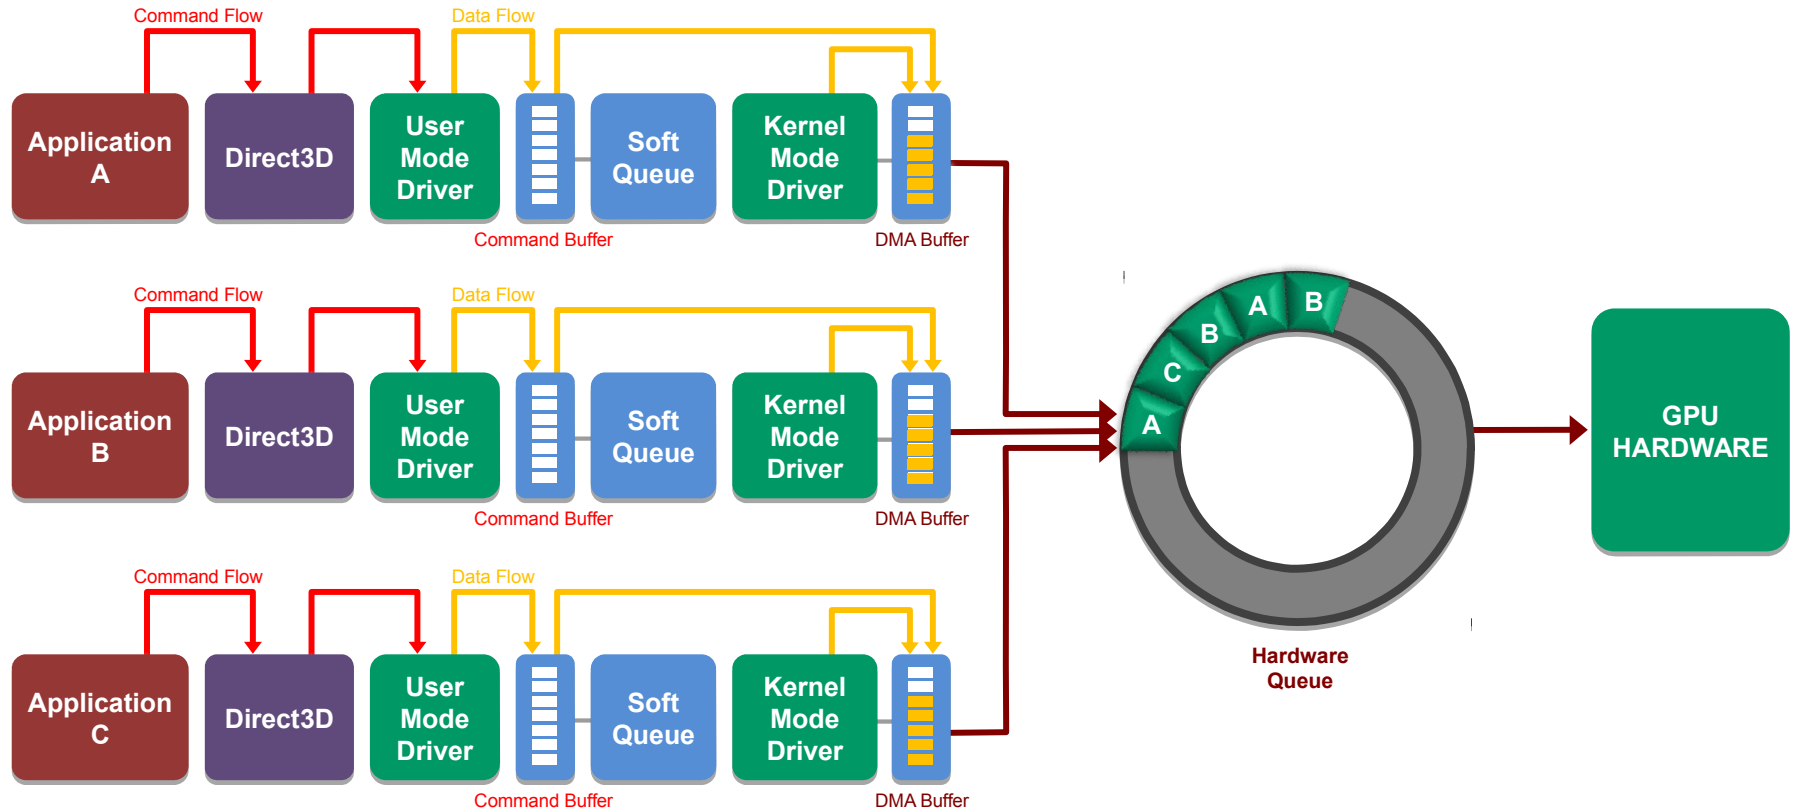 Command Flow
Data Flow
Application
A
Direct3D
User
Mode
Driver
Soft
Queue
Kernel
Mode
Driver
Command Buffer
DMA Buffer
Command Flow
Data Flow
Application
B
Direct3D
User
Mode
Driver
Soft
Queue
Kernel
Mode
Driver
Command Buffer
DMA Buffer
Command Flow
Data Flow
Application
C
Direct3D
User
Mode
Driver
Soft
Queue
Kernel
Mode
Driver
Command Buffer
DMA Buffer
A
C
B
A
B
Hardware
Queue
GPU
HARDWARE